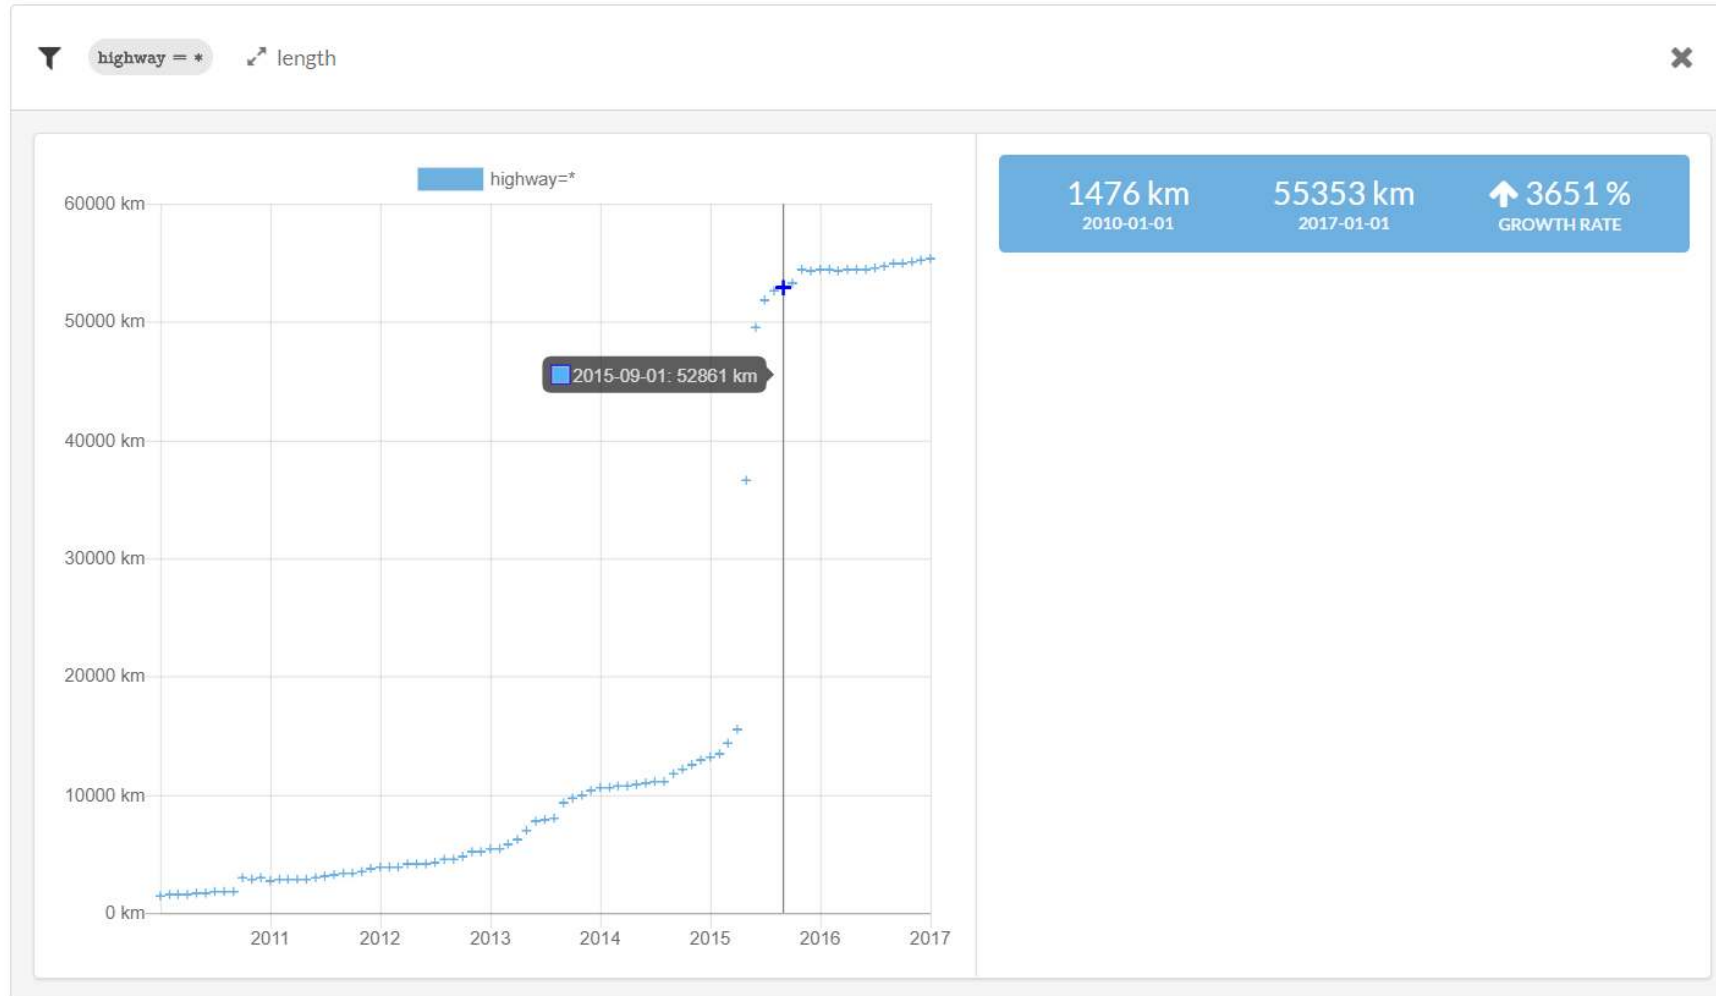 highway = * length
highway=*
60000 km
50000 km
40000 km
30000 km
20000 km
10000 km
0 km
2011 2012 2013 2014 2015 2016 2017
2015-09-01: 52861 km
1476 km 55353 km 3651 %
2010-01-01 2017-01-01 GROWTH RATE